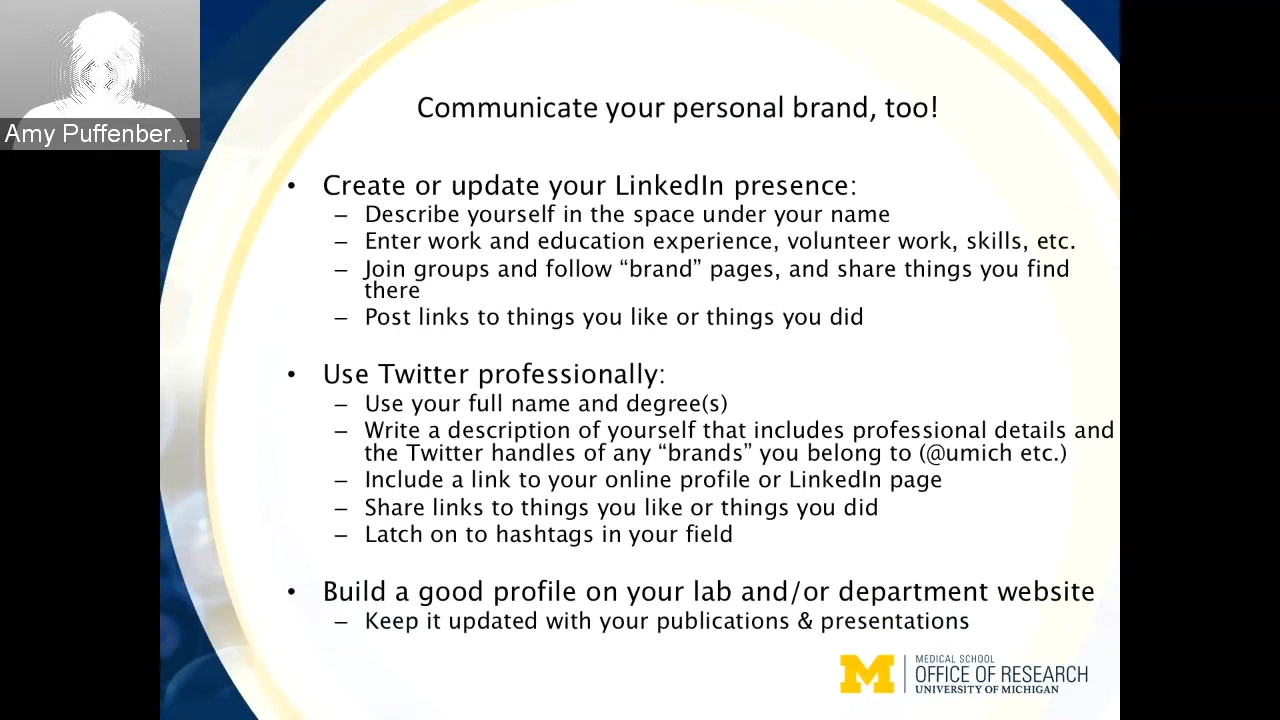 Amy Puffenber...
Communicate your personal brand, too!
• Create or update your LinkedIn presence:
– Describe yourself in the space under your name
– Enter work and education experience, volunteer work, skills, etc.
– Join groups and follow “brand” pages, and share things you find
there
– Post links to things you like or things you did
• Use Twitter professionally:
– Use your full name and degree(s)
– Write a description of yourself that includes professional details and
the Twitter handles of any “brands” you belong to (@umich etc.)
– Include a link to your online profile or LinkedIn page
– Share links to things you like or things you did
– Latch on to hashtags in your field
• Build a good profile on your lab and/or department website
– Keep it updated with your publications & presentations
M
MEDICAL SCHOOL
OFFICE OF RESEARCH
UNIVERSITY OF MICHIGAN